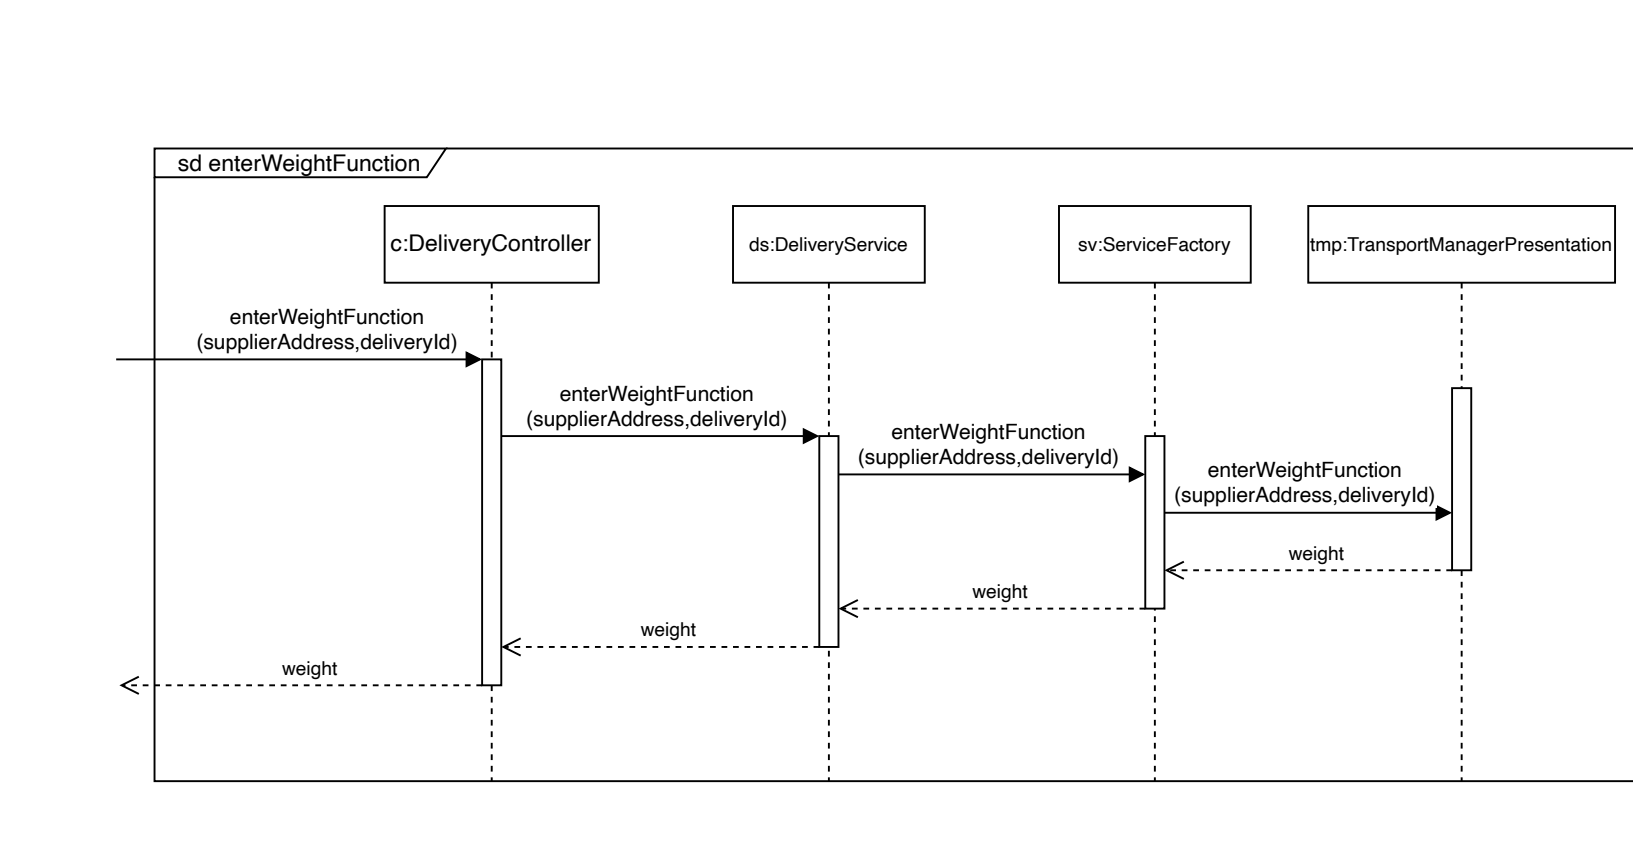 sd enterWeightFunction
c:DeliveryController
ds:DeliveryService
sv:ServiceFactory
tmp:TransportManagerPresentation
enterWeightFunction
(supplierAddress,deliveryId)
enterWeightFunction
(supplierAddress,deliveryId)
enterWeightFunction
(supplierAddress,deliveryId)
enterWeightFunction
(supplierAddress,deliveryId)
weight
weight
weight
weight